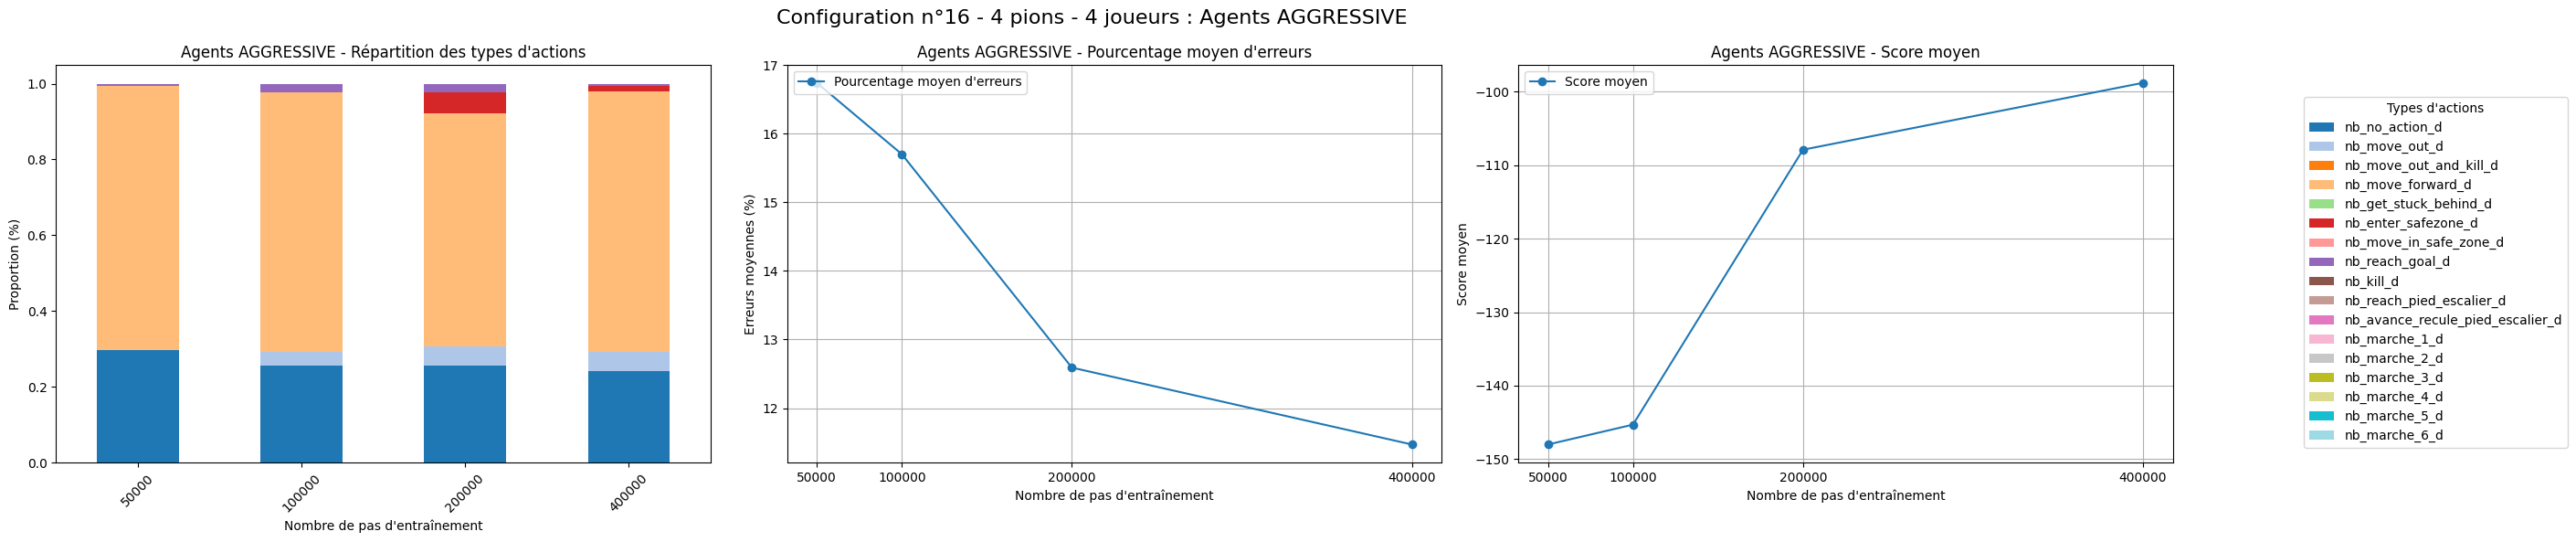 Configuration n°16 - 4 pions - 4 joueurs : Agents AGGRESSIVE
Agents AGGRESSIVE - Répartition des types d'actions
1.0
0.8
0.6
0.4
0.2
0.0
Proportion (%)
50000
100000
200000
400000
Nombre de pas d'entraînement
Agents AGGRESSIVE - Pourcentage moyen d'erreurs
Pourcentage moyen d'erreurs
17
16
15
14
13
12
Erreurs moyennes (%)
50000
100000
200000
400000
Nombre de pas d'entraînement
Agents AGGRESSIVE - Score moyen
Score moyen
−100
−110
−120
−130
−140
−150
Score moyen
50000
100000
200000
400000
Nombre de pas d'entraînement
Types d'actions
nb_no_action_d
nb_move_out_d
nb_move_out_and_kill_d
nb_move_forward_d
nb_get_stuck_behind_d
nb_enter_safezone_d
nb_move_in_safe_zone_d
nb_reach_goal_d
nb_kill_d
nb_reach_pied_escalier_d
nb_avance_recule_pied_escalier_d
nb_marche_1_d
nb_marche_2_d
nb_marche_3_d
nb_marche_4_d
nb_marche_5_d
nb_marche_6_d